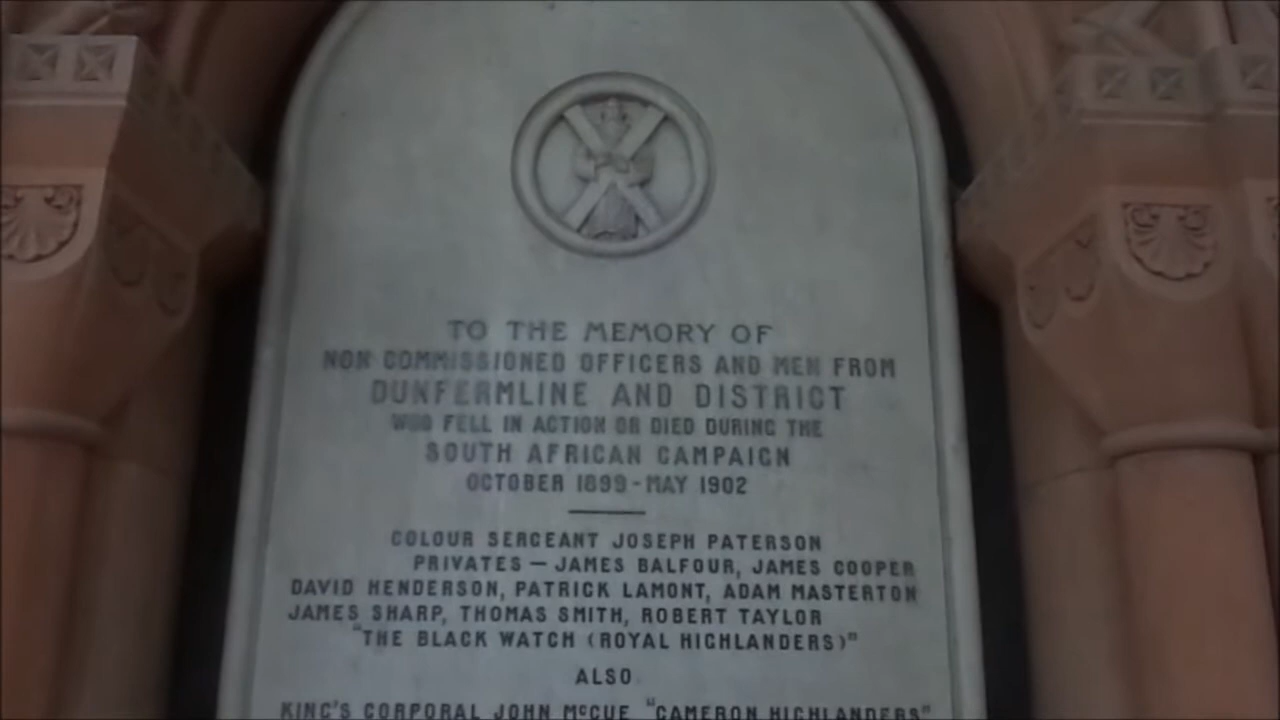 TO THE MEMORY OF
NON COMMISSIONED OFFICERS AND MEN FROM
DUNFERMLINE AND DISTRICT
WHO FELL IN ACTION OR DIED DURING THE
SOUTH AFRICAN CAMPAIGN
OCTOBER 1899-MAY 1902
COLOUR SERGEANT JOSEPH PATERSON
PRIVATES — JAMES BALFOUR, JAMES COOPER
DAVID HENDERSON, PATRICK LAMONT, ADAM MASTERTON
JAMES SHARP, THOMAS SMITH, ROBERT TAYLOR
"THE BLACK WATCH (ROYAL HIGHLANDERS)"
ALSO
KING'S CORPORAL JOHN McCUE "CAMERON HIGHLANDERS"